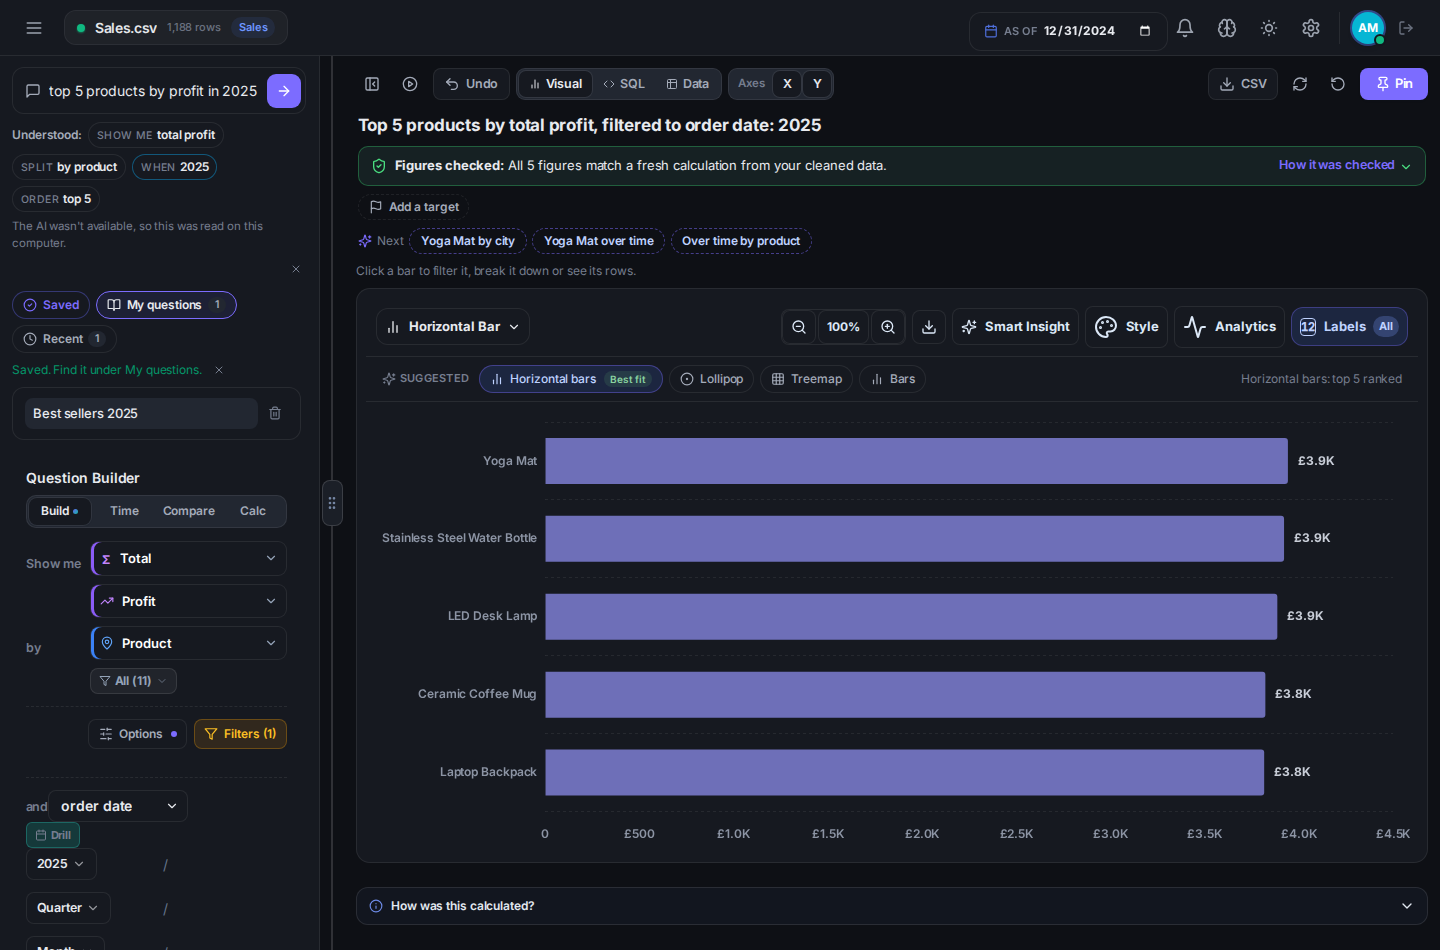 Sales.csv 1,188 rows Sales
AS OF 12/31/2024
AM
top 5 products by profit in 2025
Understood: SHOW ME total profit
SPLIT by product WHEN 2025
ORDER top 5
The AI wasn't available, so this was read on this
computer.
Saved My questions 1
Recent 1
Saved. Find it under My questions.
Best sellers 2025
Question Builder
Build Time Compare Calc
Show me Σ Total
Profit
by Product
All (11)
Options Filters (1)
and order date
Drill
2025 /
Quarter /
Month
Undo Visual SQL Data Axes X Y CSV Pin
Top 5 products by total profit, filtered to order date: 2025
Figures checked: All 5 figures match a fresh calculation from your cleaned data. How it was checked
Add a target
Next Yoga Mat by city Yoga Mat over time Over time by product
Click a bar to filter it, break it down or see its rows.
Horizontal Bar 100% Smart Insight Style Analytics 12 Labels All
SUGGESTED Horizontal bars Best fit Lollipop Treemap Bars Horizontal bars: top 5 ranked
Yoga Mat £3.9K
Stainless Steel Water Bottle £3.9K
LED Desk Lamp £3.9K
Ceramic Coffee Mug £3.8K
Laptop Backpack £3.8K
0 £500 £1.0K £1.5K £2.0K £2.5K £3.0K £3.5K £4.0K £4.5K
How was this calculated?